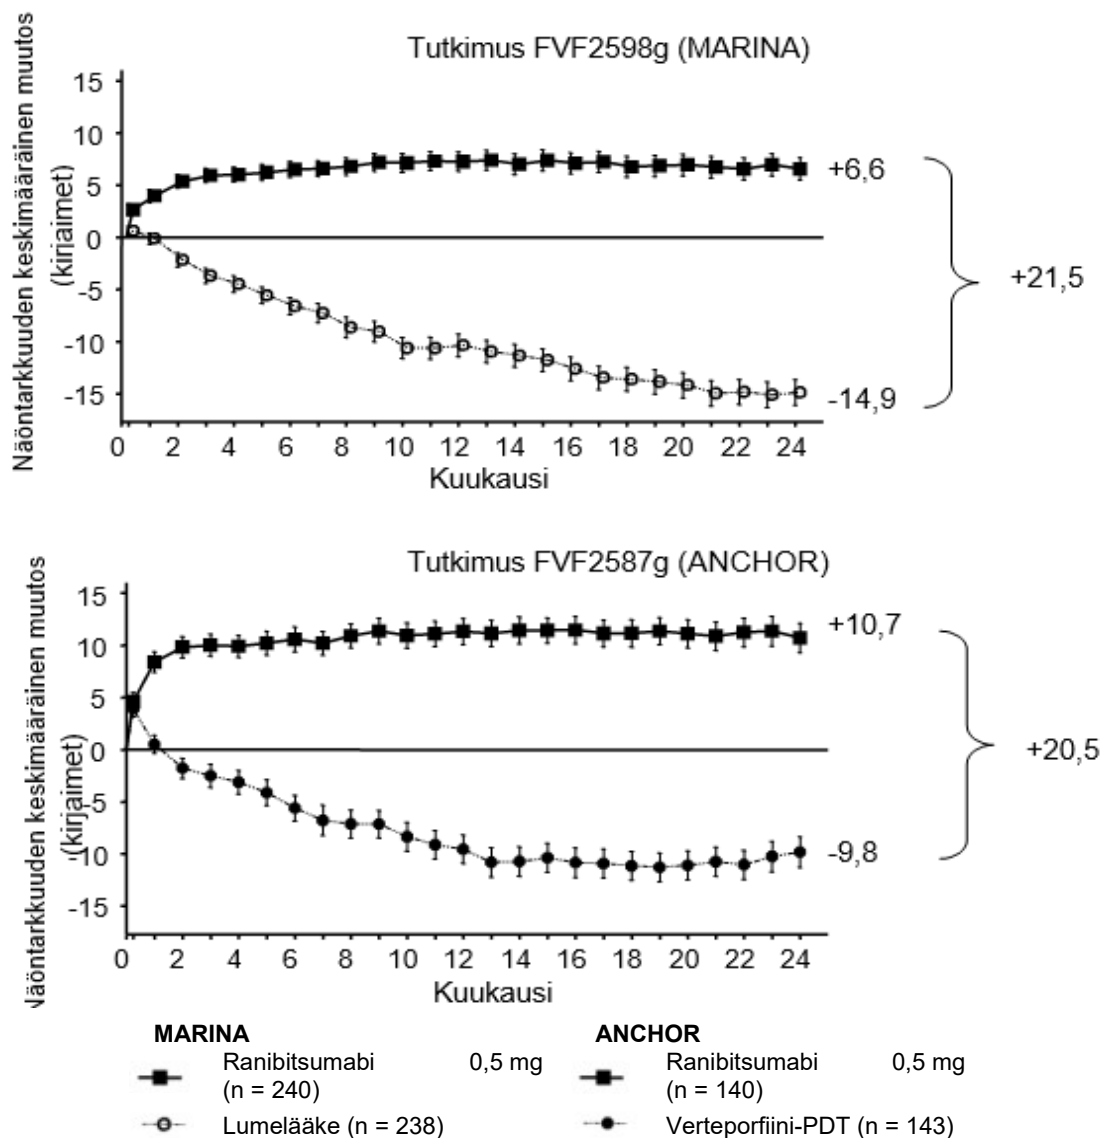 Tutkimus FVF2598g (MARINA)
Näöntarkkuuden keskimääräinen muutos
(kirjaimet)
15
10
5
0
-5
-10
-15
+6,6
+21,5
-14,9
0 2 4 6 8 10 12 14 16 18 20 22 24
Kuukausi
Tutkimus FVF2587g (ANCHOR)
Näöntarkkuuden keskimääräinen muutos
(kirjaimet)
15
10
5
0
-5
-10
-15
+10,7
+20,5
-9,8
0 2 4 6 8 10 12 14 16 18 20 22 24
Kuukausi
MARINA ANCHOR
Ranibitsumabi 0,5 mg Ranibitsumabi 0,5 mg
(n = 240) (n = 140)
Lumelääke (n = 238) Verteporfiini-PDT (n = 143)